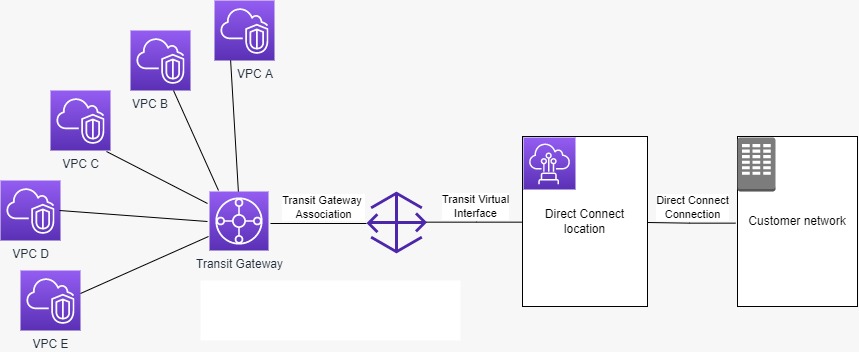 VPC A
VPC B
VPC C
VPC D
VPC E
Transit Gateway
Transit Gateway
Association
Transit Virtual
Interface
Direct Connect
location
Direct Connect
Connection
Customer network